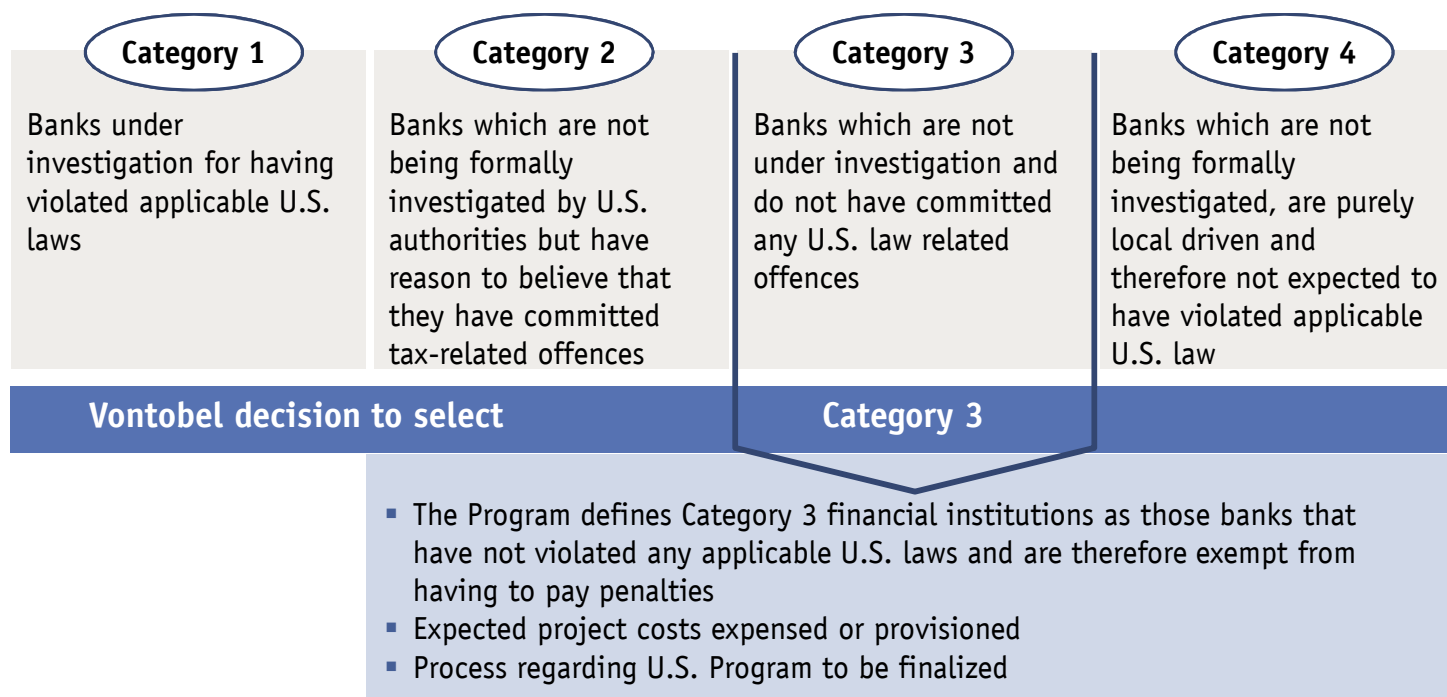 Category 1
Banks under
investigation for having
violated applicable U.S.
laws
Category 2
Banks which are not
being formally
investigated by U.S.
authorities but have
reason to believe that
they have committed
tax-related offences
Category 3
Banks which are not
under investigation and
do not have committed
any U.S. law related
offences
Category 4
Banks which are not
being formally
investigated, are purely
local driven and
therefore not expected to
have violated applicable
U.S. law
Vontobel decision to select Category 3
▪ The Program defines Category 3 financial institutions as those banks that
have not violated any applicable U.S. laws and are therefore exempt from
having to pay penalties
▪ Expected project costs expensed or provisioned
▪ Process regarding U.S. Program to be finalized